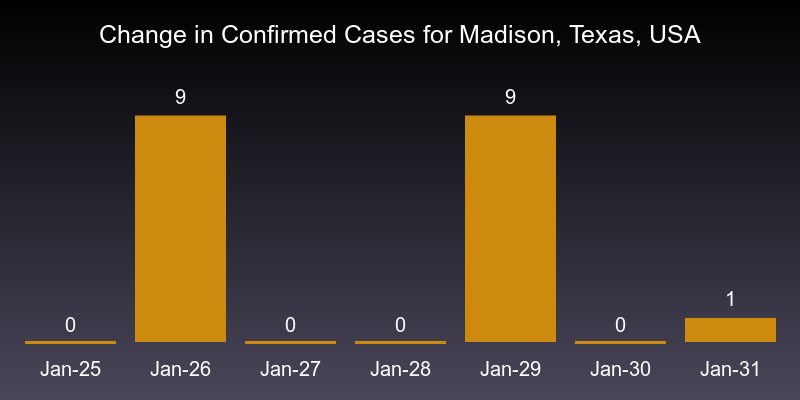 Change in Confirmed Cases for Madison, Texas, USA
9 9
1
0 0 0 0
Jan-25 Jan-26 Jan-27 Jan-28 Jan-29 Jan-30 Jan-31